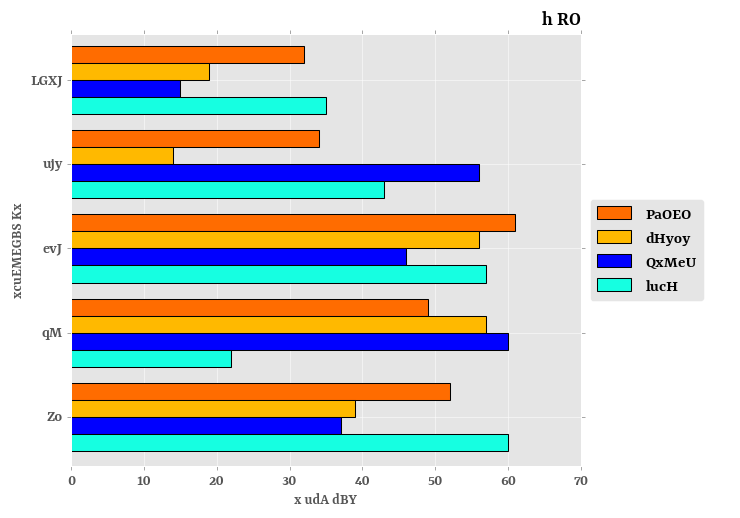 h RO
LGXJ
ujy
evJ
qM
Zo
xcuEMEGBS Kx
0 10 20 30 40 50 60 70
x udA dBY
PaOEO
dHyoy
QxMeU
lucH